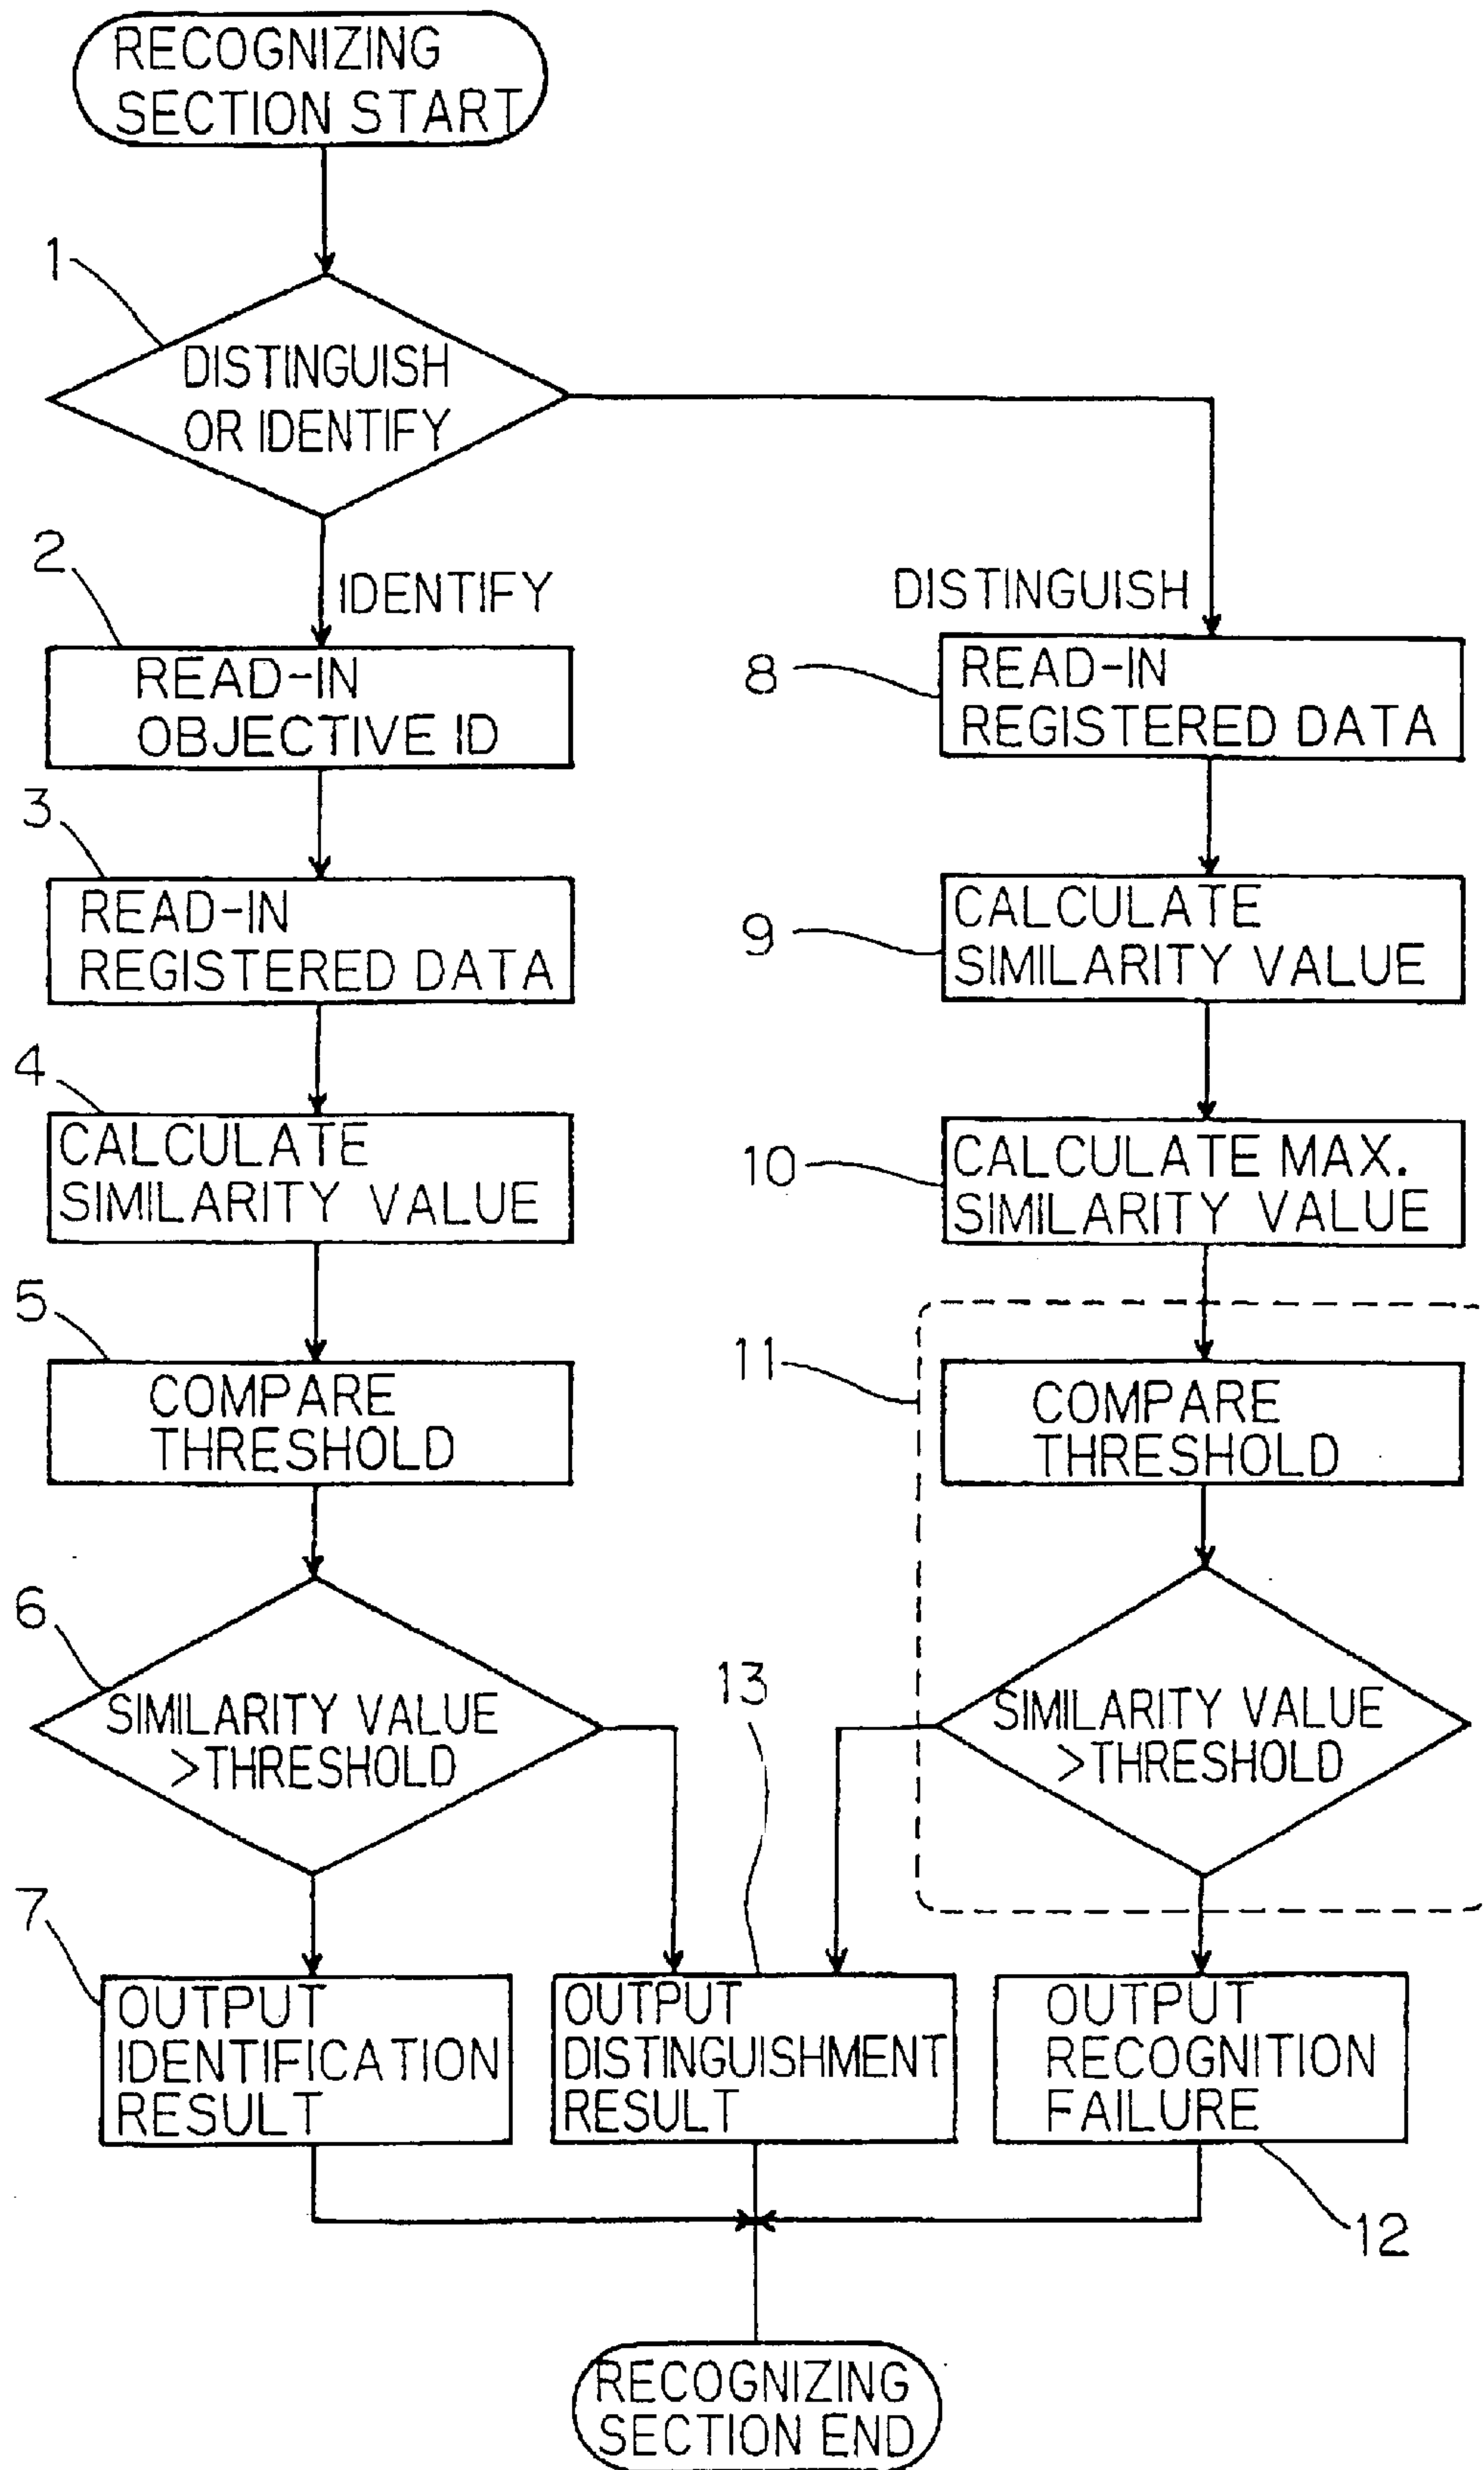 RECOGNIZING
SECTION START
1
DISTINGUISH
OR IDENTIFY
2
IDENTIFY
READ-IN
OBJECTIVE ID
3
READ-IN
REGISTERED DATA
4
CALCULATE
SIMILARITY VALUE
5
COMPARE
THRESHOLD
6
SIMILARITY VALUE
>THRESHOLD
7
OUTPUT
IDENTIFICATION
RESULT
DISTINGUISH
8
READ-IN
REGISTERED DATA
9
CALCULATE
SIMILARITY VALUE
10
CALCULATE MAX.
SIMILARITY VALUE
11
COMPARE
THRESHOLD
SIMILARITY VALUE
>THRESHOLD
13
OUTPUT
DISTINGUISHMENT
RESULT
OUTPUT
RECOGNITION
FAILURE
12
RECOGNIZING
SECTION END